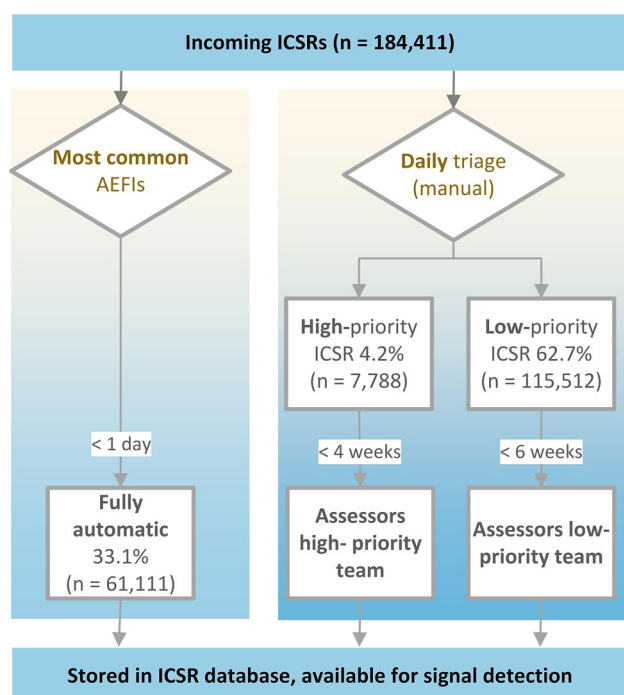 Incoming ICSRs (n = 184,411)
Most common
AEFIs
Daily triage
(manual)
High-priority
ICSR 4.2%
(n = 7,788)
Low-priority
ICSR 62.7%
(n = 115,512)
< 1 day
< 4 weeks
< 6 weeks
Fully
automatic
33.1%
(n = 61,111)
Assessors
high- priority
team
Assessors low-
priority team
Stored in ICSR database, available for signal detection